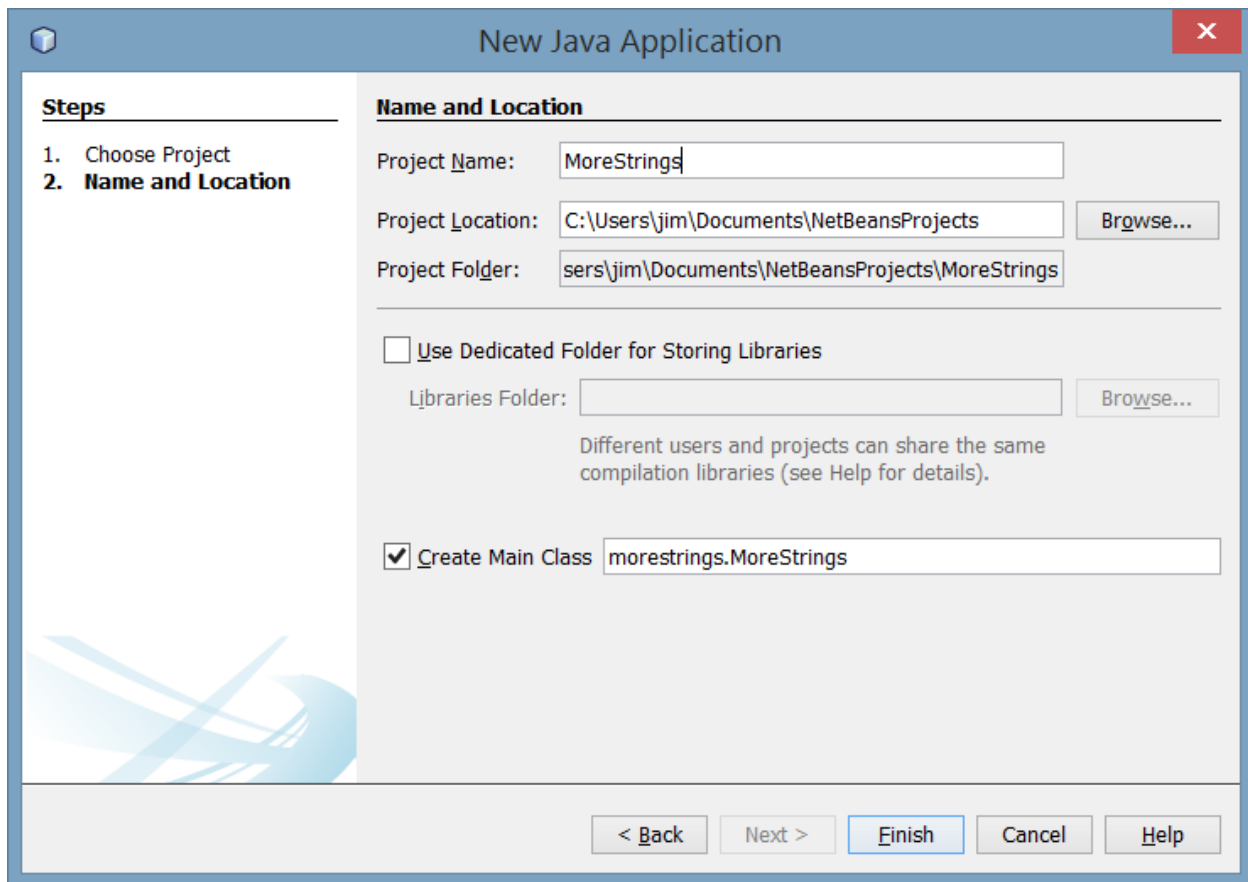 New Java Application
Steps
1. Choose Project
2. Name and Location
Name and Location
Project Name: MoreStrings
Project Location: C:\Users\jim\Documents\NetBeansProjects Browse...
Project Folder: sers\jim\Documents\NetBeansProjects\MoreStrings
Use Dedicated Folder for Storing Libraries
Libraries Folder: Browse...
Different users and projects can share the same
compilation libraries (see Help for details).
Create Main Class morestrings.MoreStrings
< Back Next > Finish Cancel Help